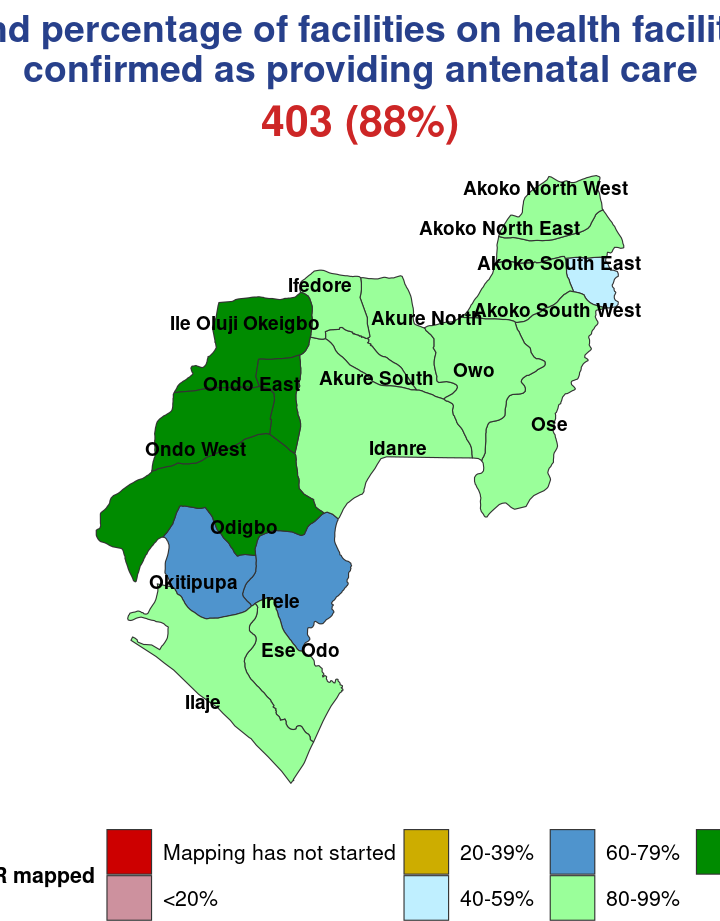 percentage of facilities on health
confirmed as providing antenatal care
403 (88%)
Akoko North West
Akoko North East
Akoko South East
Ifedore
Akoko South West
Akure North
Ile Oluji Okeigbo
Owo
Akure South
Ondo East
Ose
Idanre
Ondo West
Odigbo
Okitipupa
Irele
Ese Odo
Ilaje
mapped
Mapping has not started
20-39%
60-79%
<20%
40-59%
80-99%